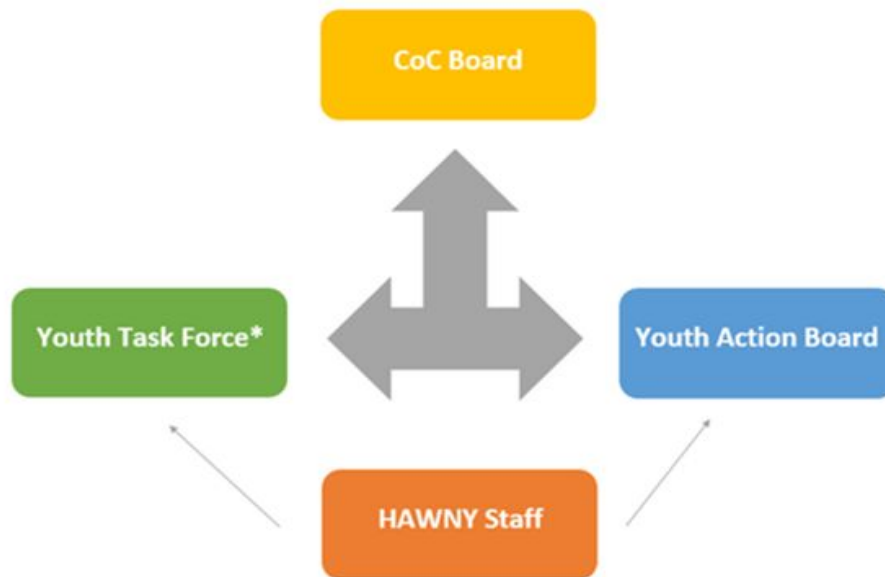 CoC Board
Youth Task Force*
Youth Action Board
HAWNY Staff